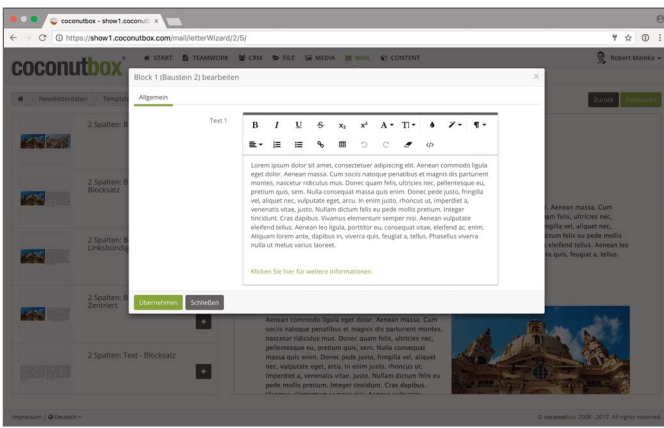 coconutbox - show1.coconutb
https://show1.coconutbox.com/mail/letterWizard/2/5/
coconutbox
START TEAMWORK CRM FILE MEDIA MAIL CONTENT
Robert Mainka
Block 1 (Baustein 2) bearbeiten
Newsletterdaten Template
Zurück Fortsetzen
Allgemein
Text 1
B I U S x₂ x² A TI ¶
Lorem ipsum dolor sit amet, consectetuer adipiscing elit. Aenean commodo ligula
eget dolor. Aenean massa. Cum sociis natoque penatibus et magnis dis parturient
montes, nascetur ridiculus mus. Donec quam felis, ultricies nec, pellentesque eu,
pretium quis, sem. Nulla consequat massa quis enim. Donec pede justo, fringilla
vel, aliquet nec, vulputate eget, arcu. In enim justo, rhoncus ut, imperdiet a,
venenatis vitae, justo. Nullam dictum felis eu pede mollis pretium. Integer
tincidunt. Cras dapibus. Vivamus elementum semper nisi. Aenean vulputate
eleifend tellus. Aenean leo ligula, porttitor eu, consequat vitae, eleifend ac, enim.
Aliquam lorem ante, dapibus in, viverra quis, feugiat a, tellus. Phasellus viverra
nulla ut metus varius laoreet.
Klicken Sie hier für weitere Informationen
Übernehmen Schließen
2 Spalten: B
2 Spalten: B
Blocksatz
2 Spalten: B
Linksbündig
2 Spalten: B
Zentriert
2 Spalten: Text - Blocksatz
. Aenean massa. Cum
am felis, ultricies nec,
ngilla vel, aliquet nec,
ictum felis eu pede mollis
eleifend tellus. Aenean leo
ra quis, feugiat a, tellus.
Aenean commodo ligula eget dolor. Aenean massa. Cum
sociis natoque penatibus et magnis dis parturient montes,
nascetur ridiculus mus. Donec quam felis, ultricies nec,
pellentesque eu, pretium quis, sem. Nulla consequat
massa quis enim. Donec pede justo, fringilla vel, aliquet
nec, vulputate eget, arcu. In enim justo, rhoncus ut,
imperdiet a, venenatis vitae, justo. Nullam dictum felis eu
pede mollis pretium. Integer tincidunt. Cras dapibus.
Vivamus elementum semper nisi. Aenean vulputate
Impressum | Deutsch
© coconutbox 2008 - 2017. All rights reserved.